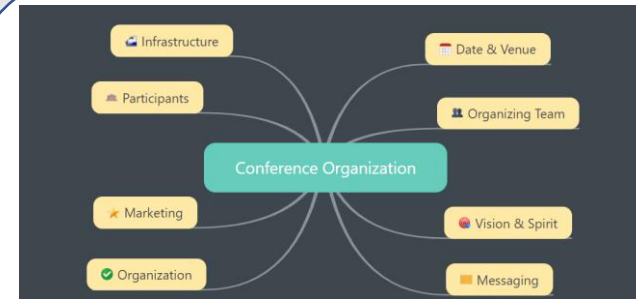 Infrastructure
Date & Venue
Participants
Organizing Team
Conference Organization
Marketing
Vision & Spirit
Organization
Messaging